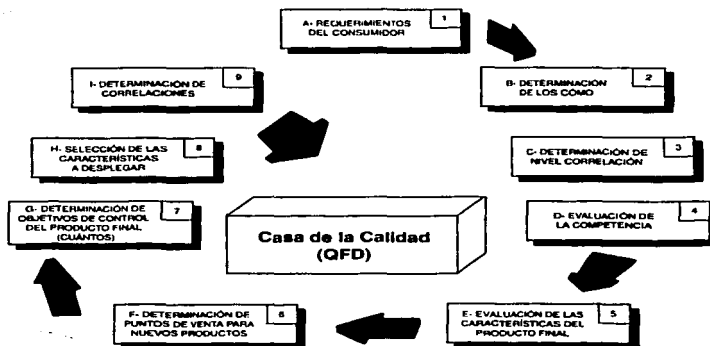 A- REQUERIMIENTOS
DEL CONSUMIDOR
1
B- DETERMINACIÓN
DE LOS CÓMO
2
C- DETERMINACIÓN DE
NIVEL CORRELACIÓN
3
D- EVALUACIÓN DE
LA COMPETENCIA
4
E- EVALUACIÓN DE LAS
CARACTERÍSTICAS DEL
PRODUCTO FINAL
5
F- DETERMINACIÓN DE
PUNTOS DE VENTA PARA
NUEVOS PRODUCTOS
6
G- DETERMINACIÓN DE
OBJETIVOS DE CONTROL
DEL PRODUCTO FINAL
(CUÁNTOS)
7
H- SELECCIÓN DE LAS
CARACTERÍSTICAS
A DESPLEGAR
8
I- DETERMINACIÓN DE
CORRELACIONES
9
Casa de la Calidad
(QFD)